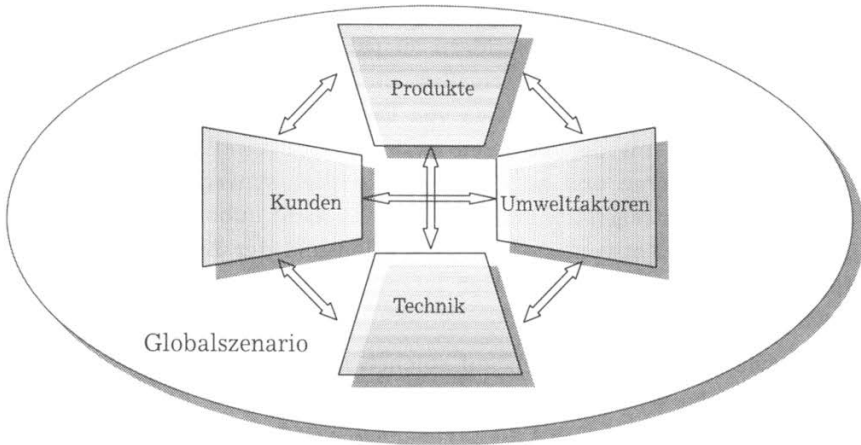 Produkte
Kunden
Umweltfaktoren
Technik
Globalszenario